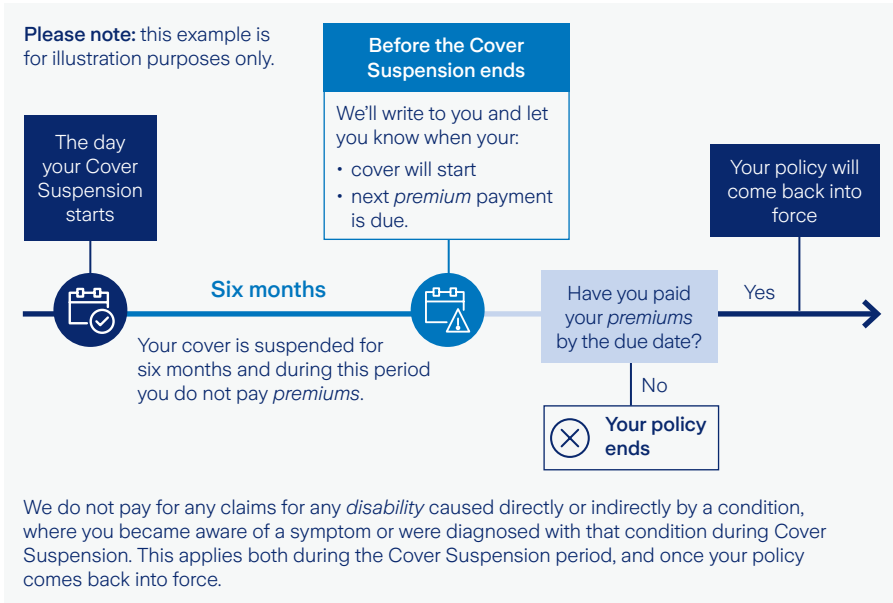 Please note: this example is
for illustration purposes only.
The day
your Cover
Suspension
starts
Before the Cover
Suspension ends
We’ll write to you and let
you know when your:
• cover will start
• next premium payment
is due.
Your policy will
come back into
force
Six months
Your cover is suspended for
six months and during this period
you do not pay premiums.
Have you paid
your premiums
by the due date?
Yes
No
Your policy
ends
We do not pay for any claims for any disability caused directly or indirectly by a condition,
where you became aware of a symptom or were diagnosed with that condition during Cover
Suspension. This applies both during the Cover Suspension period, and once your policy
comes back into force.